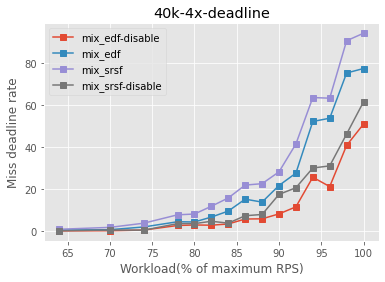 40k-4x-deadline
mix_edf-disable
mix_edf
mix_srsf
mix_srsf-disable
Miss deadline rate
80
60
40
20
0
65 70 75 80 85 90 95 100
Workload(% of maximum RPS)